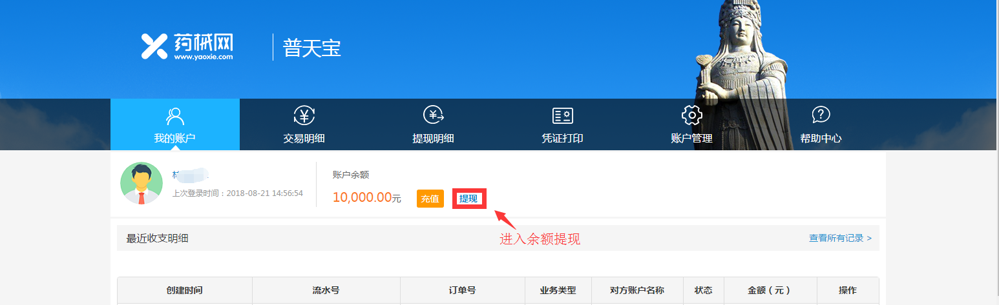 药械网
www.yaoxie.com
普天宝
我的账户 交易明细 提现明细 凭证打印 账户管理 帮助中心
上次登录时间：2018-08-21 14:56:54
账户余额
10,000.00元 充值 提现
进入余额提现
最近收支明细 查看所有记录 >
创建时间 流水号 订单号 业务类型 对方账户名称 状态 金额（元） 操作